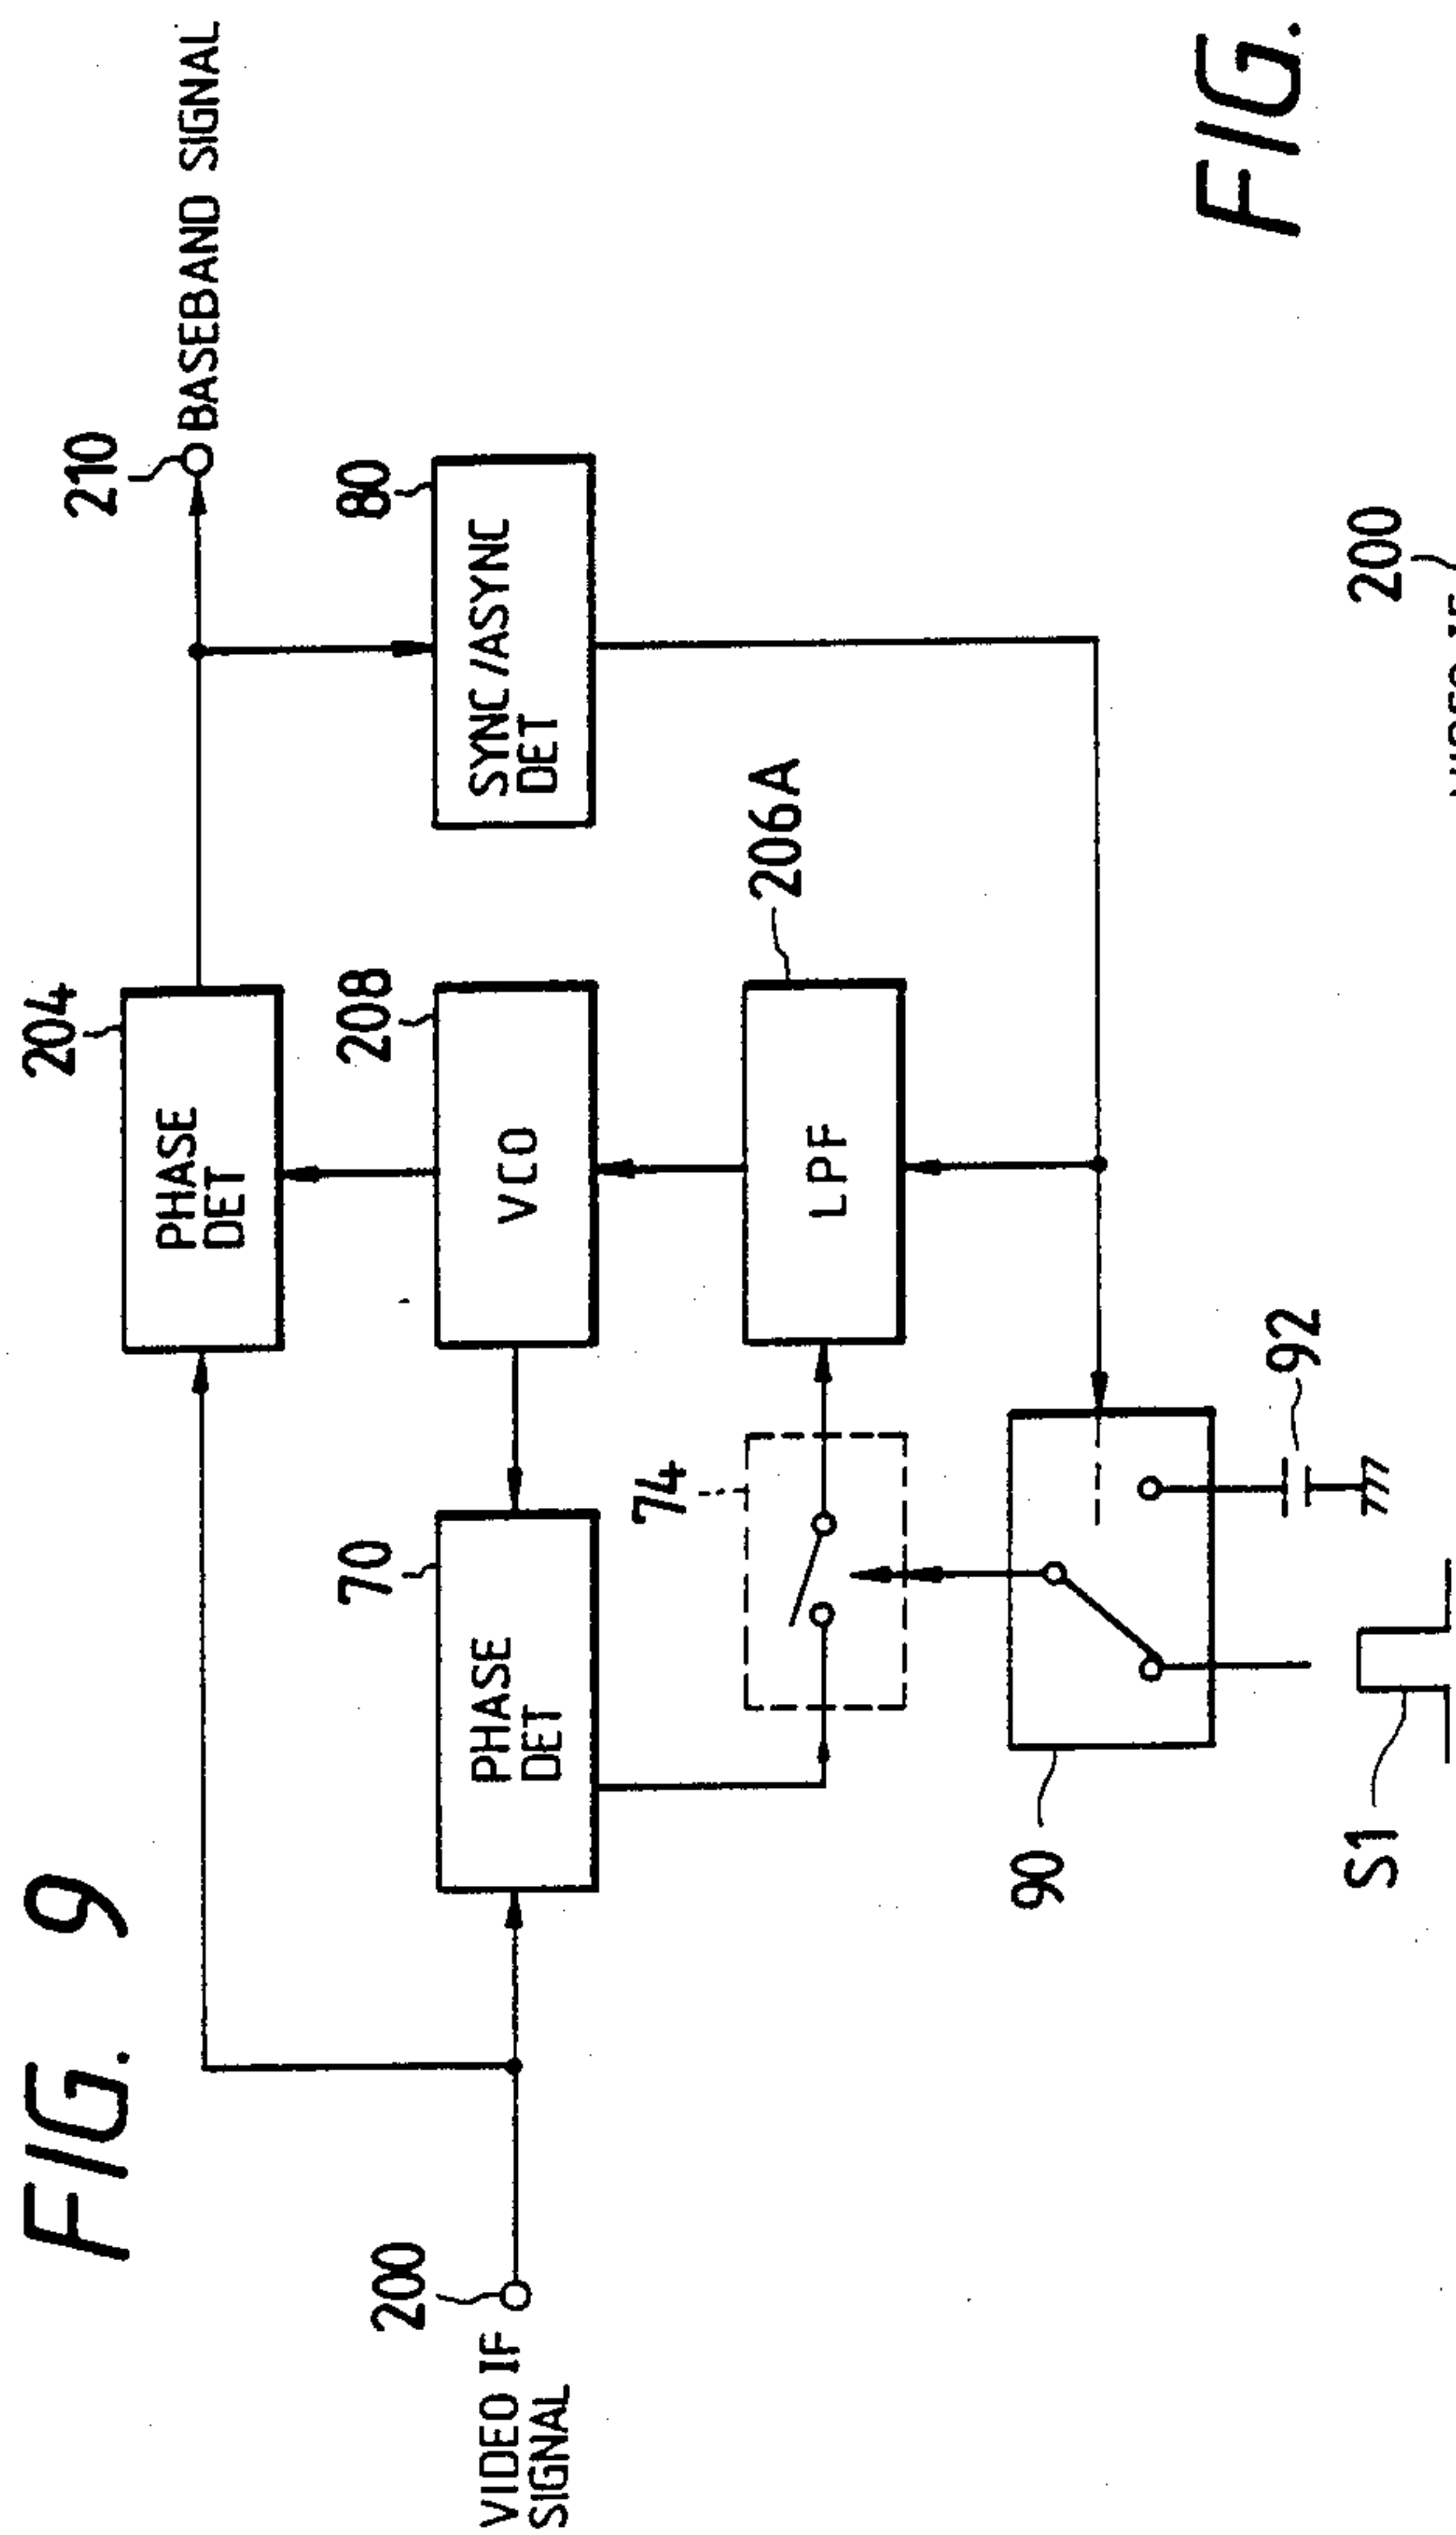 FIG. 9
204
PHASE
DET
210
BASEBAND SIGNAL
200
VIDEO IF
SIGNAL
70
PHASE
DET
208
VCO
80
SYNC/ASYNC
DET
74
LPF
206A
90
92
S1
FIG.
200